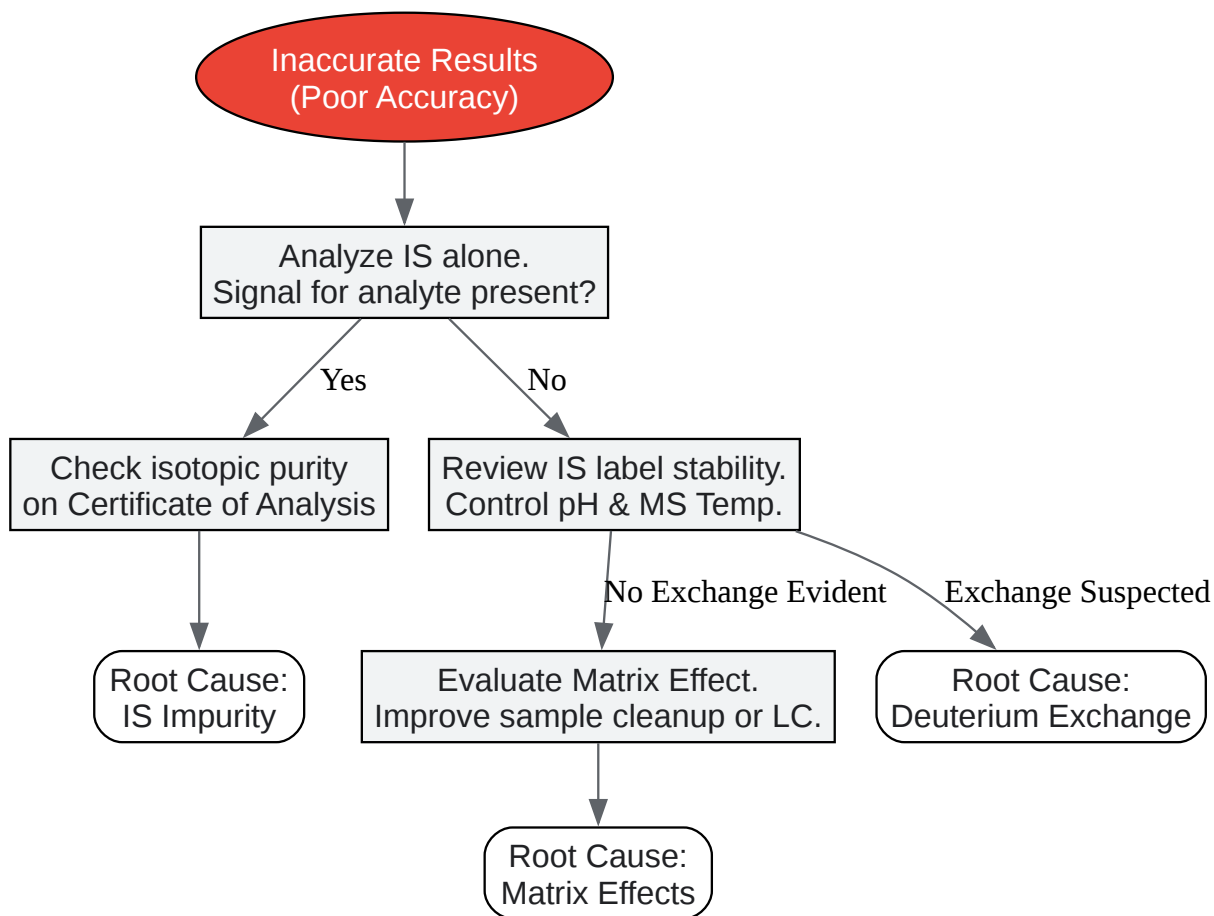 Inaccurate Results
(Poor Accuracy)
Analyze IS alone.
Signal for analyte present?
Yes
No
Check isotopic purity
on Certificate of Analysis
Review IS label stability.
Control pH & MS Temp.
No Exchange Evident
Exchange Suspected
Root Cause:
IS Impurity
Evaluate Matrix Effect.
Improve sample cleanup or LC.
Root Cause:
Deuterium Exchange
Root Cause:
Matrix Effects